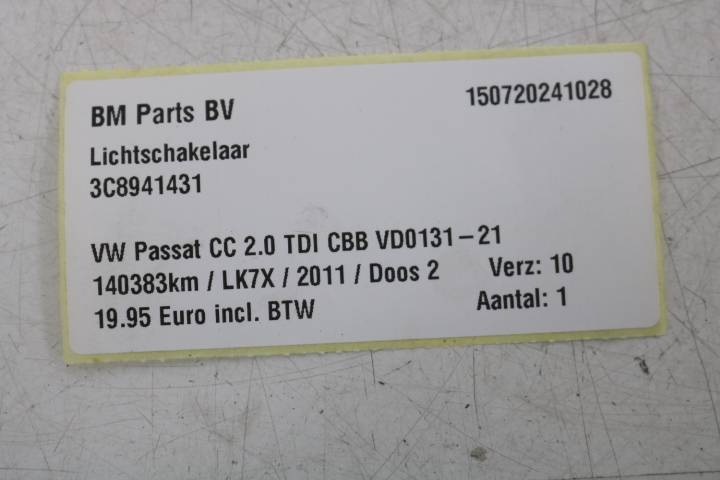 BM Parts BV 150720241028
Lichtschakelaar
3C8941431
VW Passat CC 2.0 TDI CBB VD0131-21
140383km / LK7X / 2011 / Doos 2 Verz: 10
19.95 Euro incl. BTW Aantal: 1